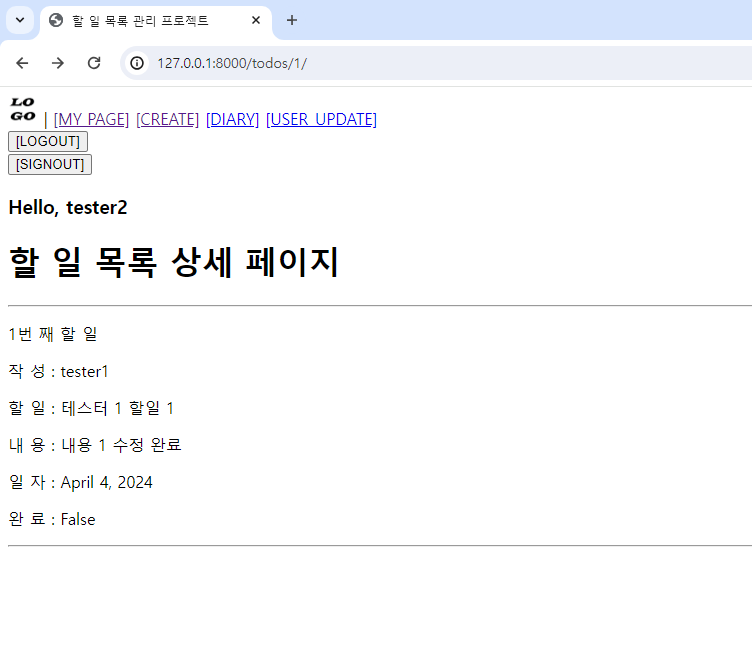 할 일 목록 관리 프로젝트
127.0.0.1:8000/todos/1/
LO
GO | [MY PAGE] [CREATE] [DIARY] [USER_UPDATE]
[LOGOUT]
[SIGNOUT]
Hello, tester2
할 일 목록 상세 페이지
1번 째 할 일
작 성 : tester1
할 일 : 테스터 1 할일 1
내 용 : 내용 1 수정 완료
일 자 : April 4, 2024
완 료 : False